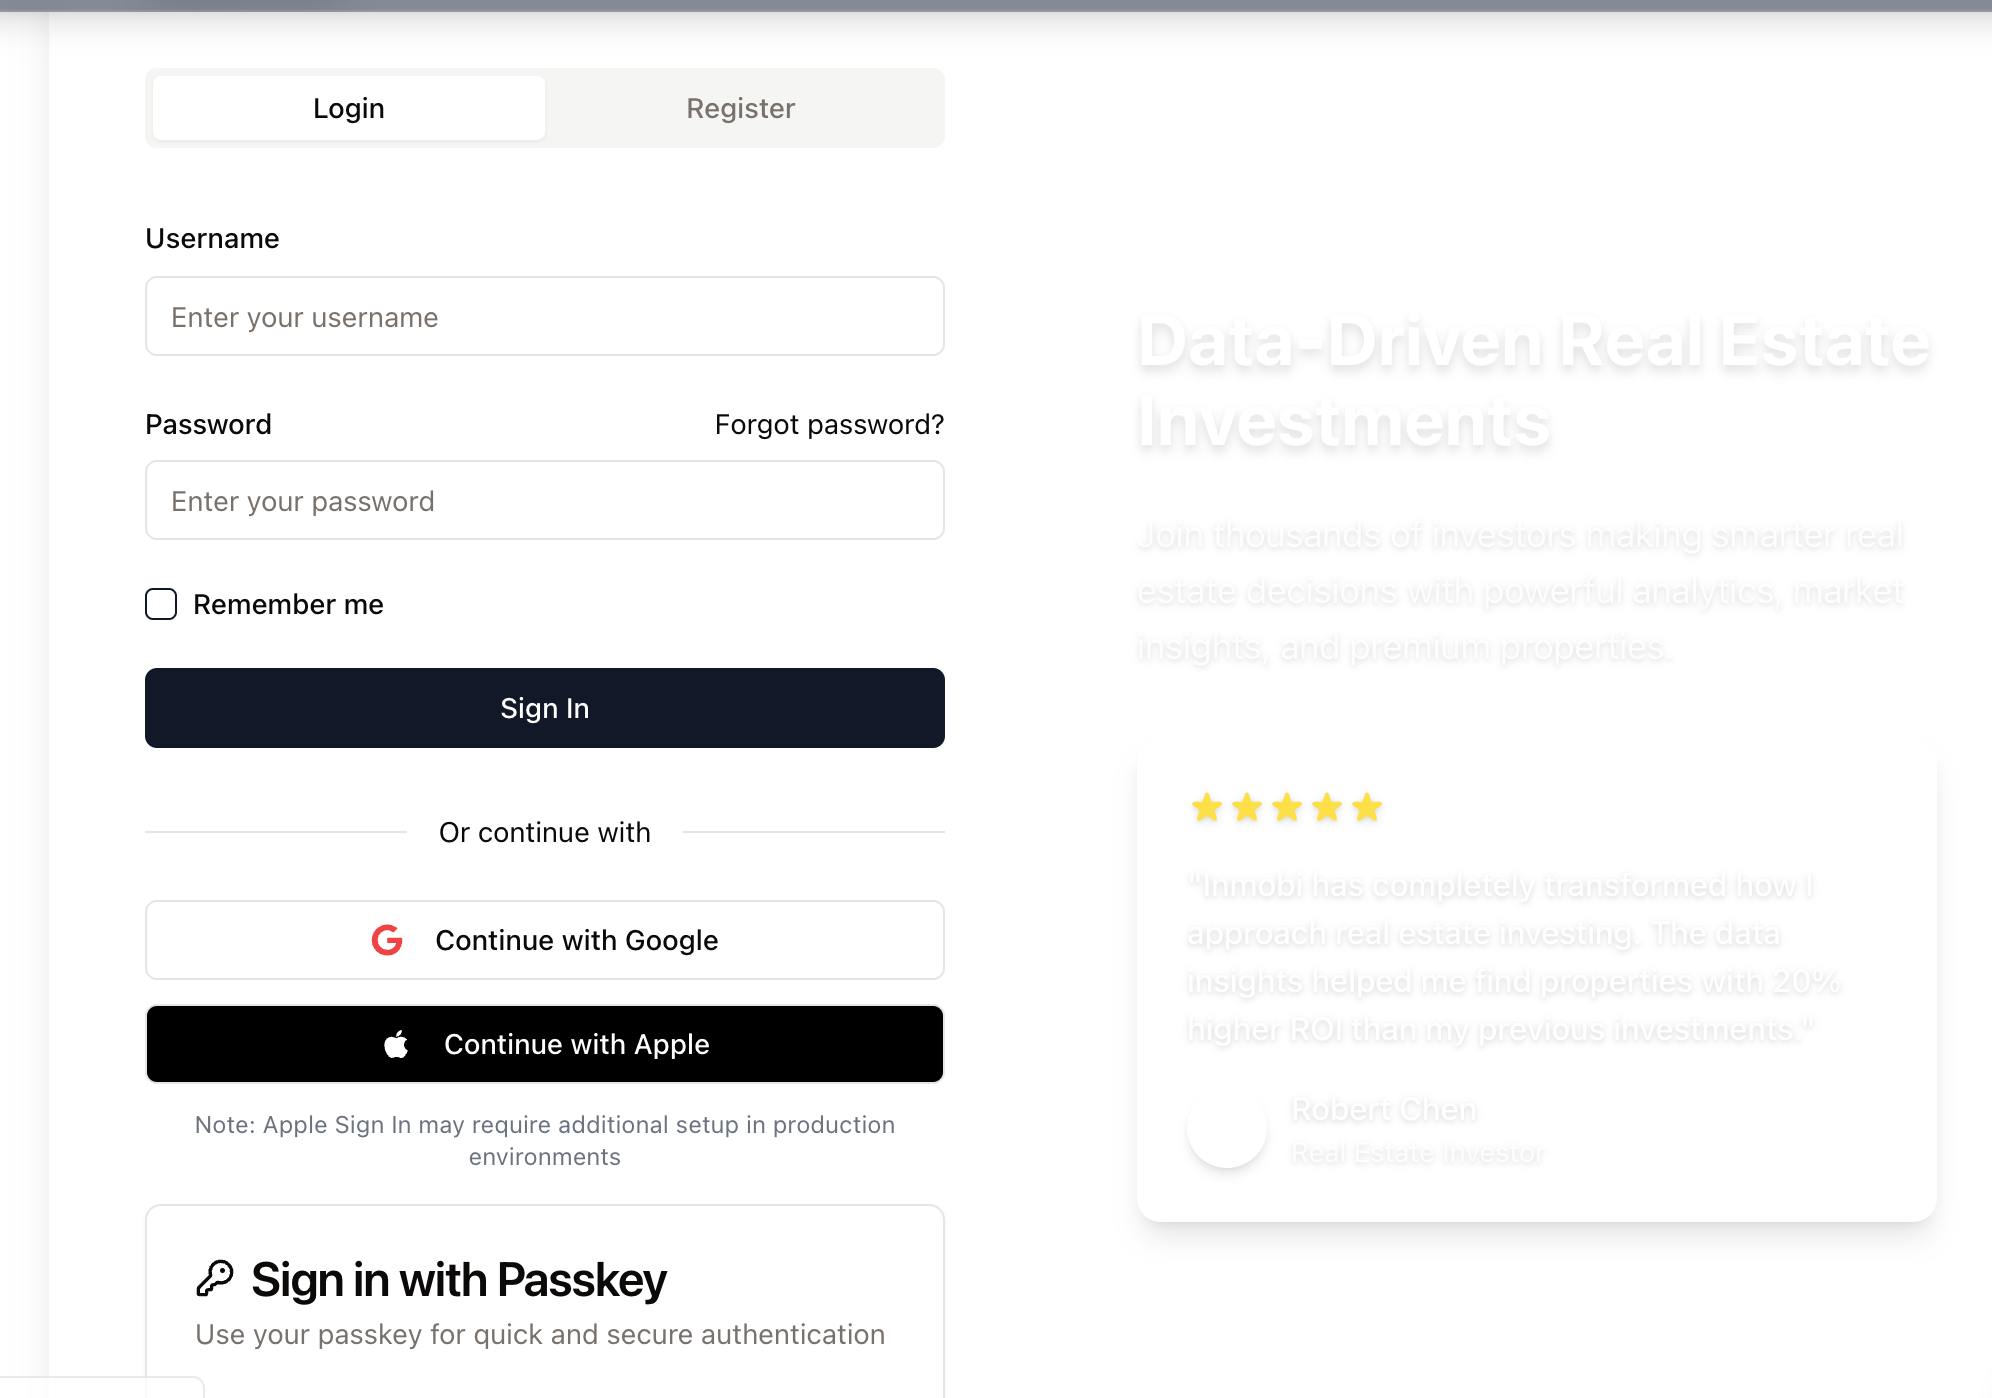 Login
Register
Username
Enter your username
Password
Forgot password?
Enter your password
Remember me
Sign In
Or continue with
Continue with Google
Continue with Apple
Note: Apple Sign In may require additional setup in production
environments
Sign in with Passkey
Use your passkey for quick and secure authentication
Data-Driven Real Estate
Investments
Join thousands of investors making smarter real
estate decisions with powerful analytics, market
insights, and premium properties.
"Inmobi has completely transformed how I
approach real estate investing. The data
insights helped me find properties with 20%
higher ROI than my previous investments."
Robert Chen
Real Estate Investor